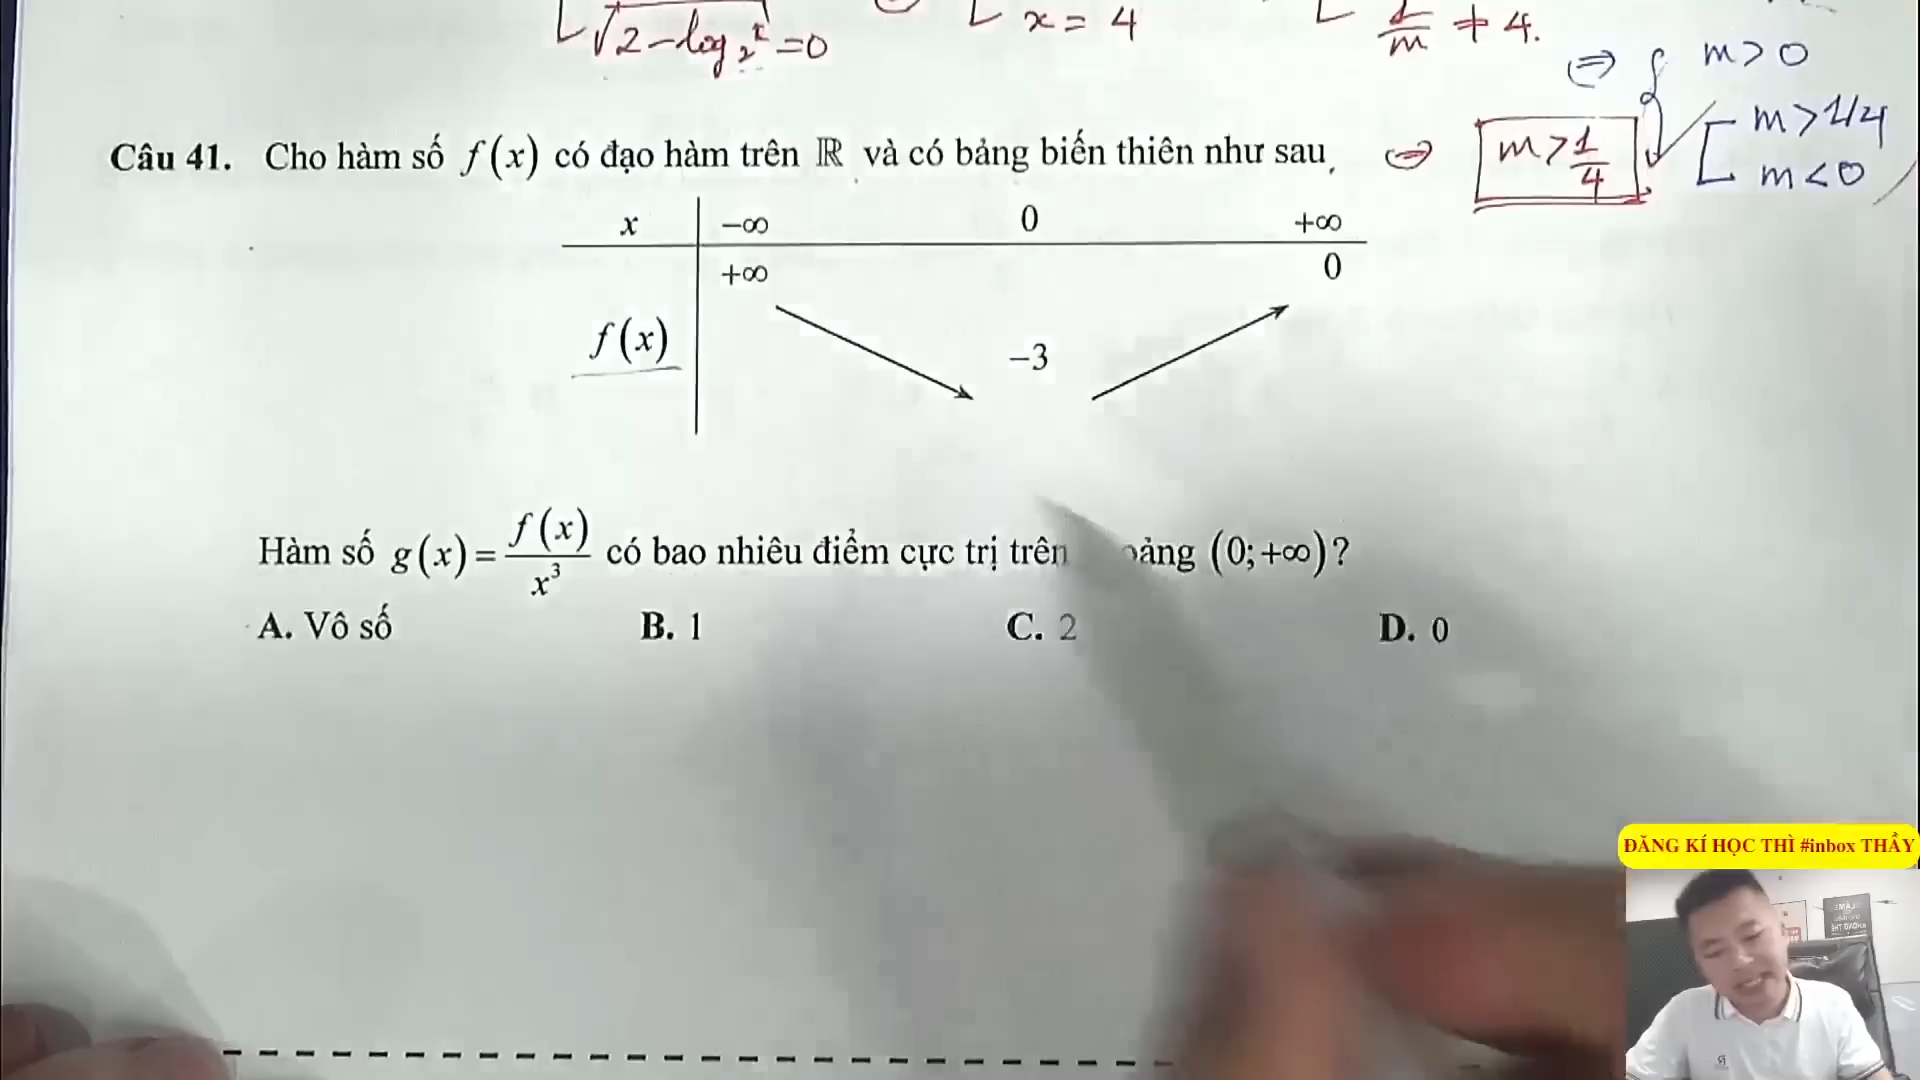 √2 - log₂x = 0
x = 4
1/m ≠ 4.
⇔ { m > 0
Câu 41. Cho hàm số f(x) có đạo hàm trên ℝ và có bảng biến thiên như sau
⇔ m > 1/4
[ m > 1/4
m < 0
x −∞ 0 +∞
+∞ 0
f(x) −3
Hàm số g(x) = f(x)/x³ có bao nhiêu điểm cực trị trên (0;+∞)?
A. Vô số B. 1 C. 2 D. 0
ĐĂNG KÍ HỌC THÌ #inbox THẦY